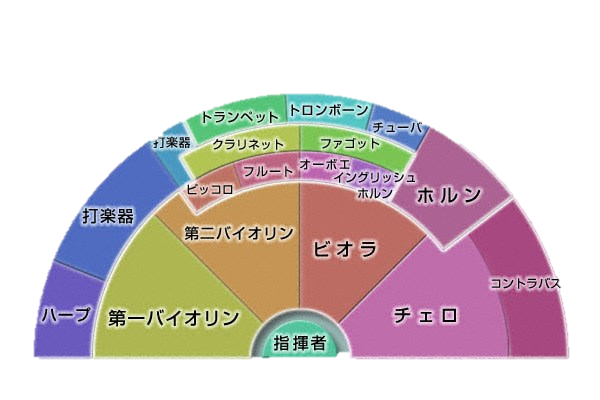 トランペット
トロンボーン
チューバ
打楽器
クラリネット
ファゴット
ピッコロ
フルート
オーボエ
イングリッシュ
ホルン
ホルン
打楽器
第二バイオリン
ビオラ
コントラバス
ハープ
第一バイオリン
チェロ
指揮者